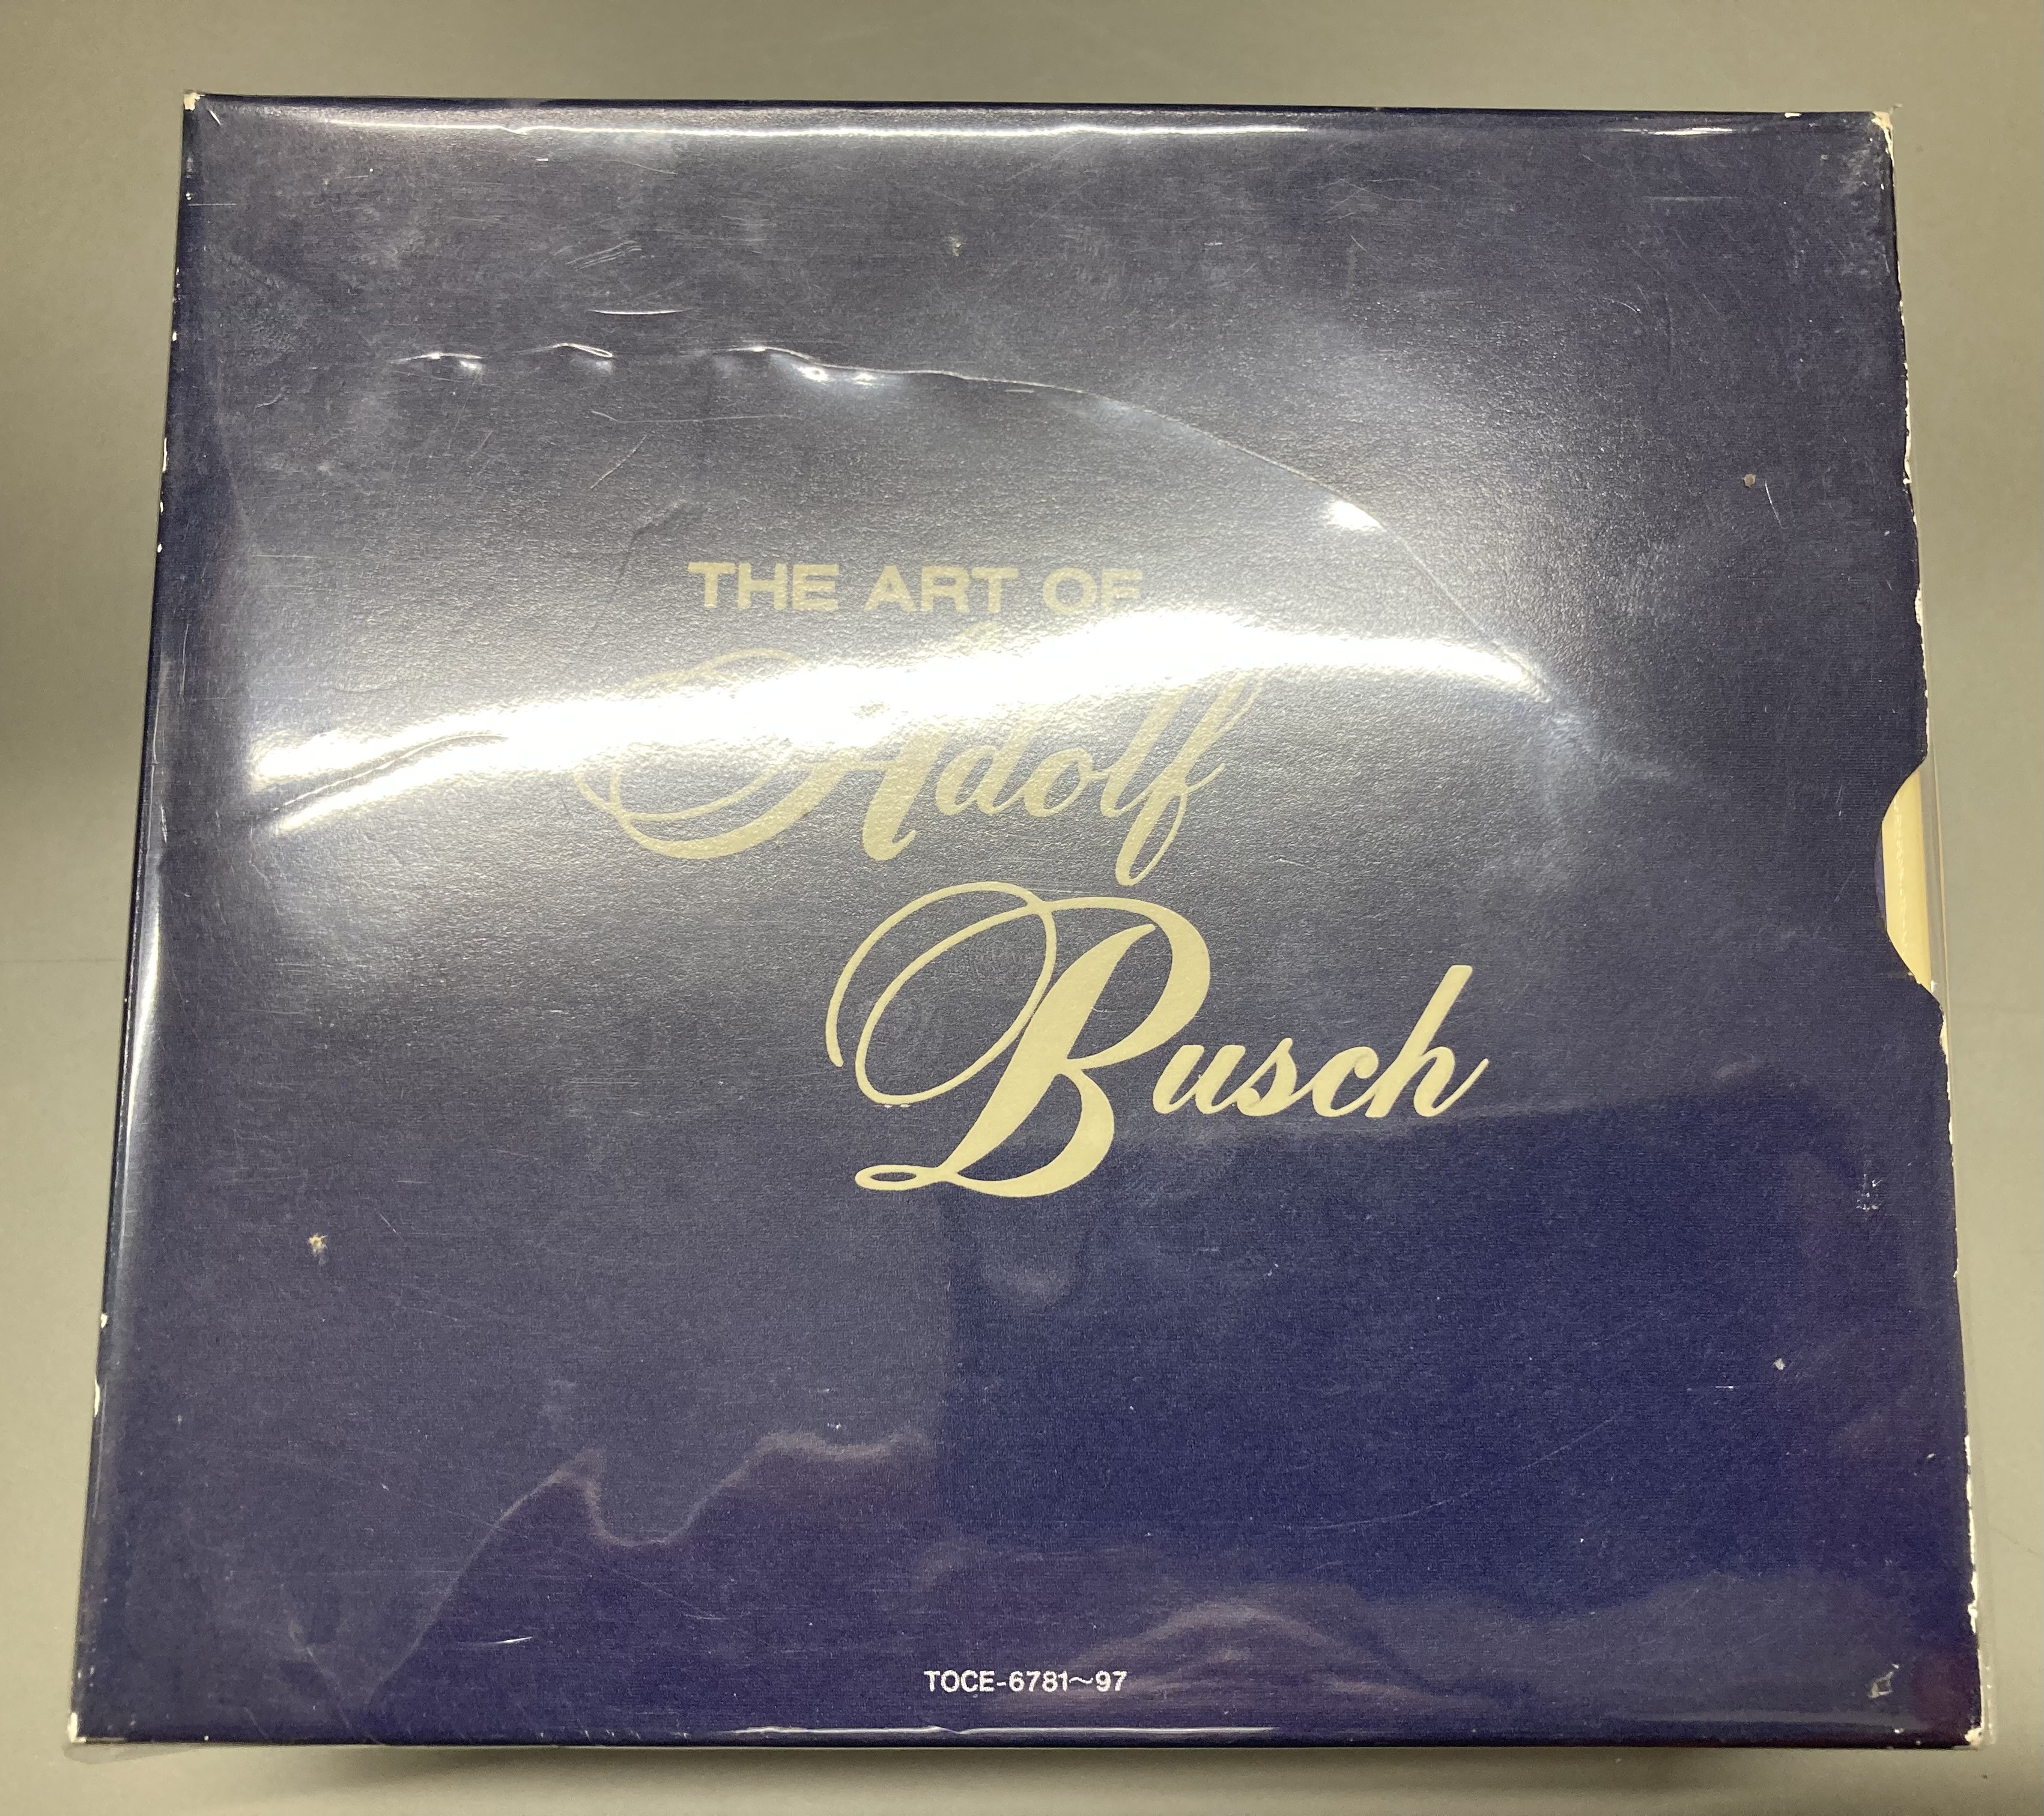 THE ART OF
Adolf
Busch
TOCE-6781～97